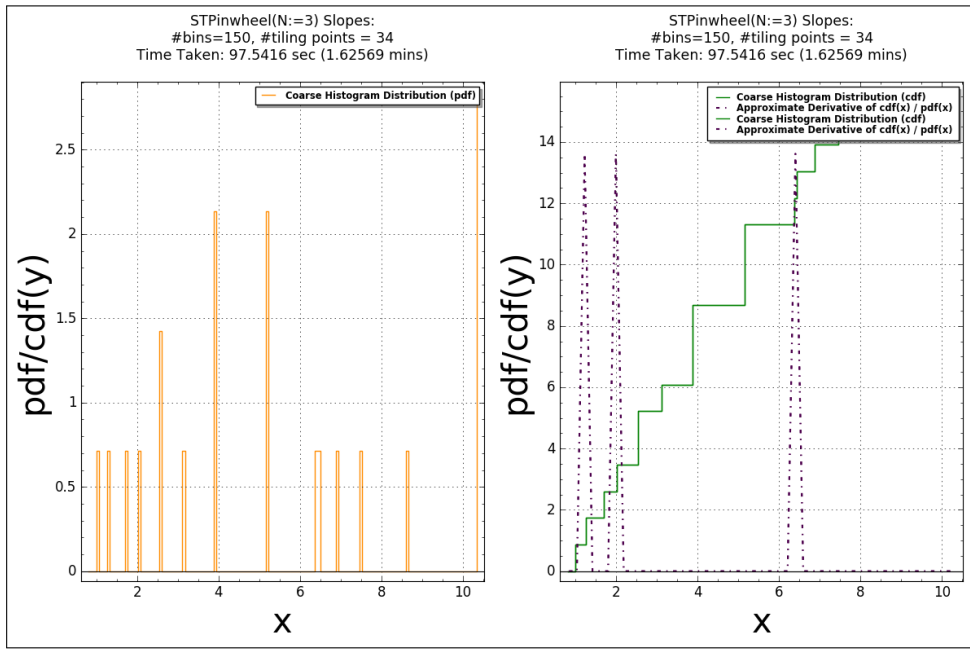 STPinwheel(N:=3) Slopes:
#bins=150, #tiling points = 34
Time Taken: 97.5416 sec (1.62569 mins)
Coarse Histogram Distribution (pdf)
2.5
2
1.5
1
0.5
0
2
4
6
8
10
pdf/cdf(y)
x
STPinwheel(N:=3) Slopes:
#bins=150, #tiling points = 34
Time Taken: 97.5416 sec (1.62569 mins)
Coarse Histogram Distribution (cdf)
Approximate Derivative of cdf(x) / pdf(x)
Coarse Histogram Distribution (cdf)
Approximate Derivative of cdf(x) / pdf(x)
14
12
10
8
6
4
2
0
2
4
6
8
10
pdf/cdf(y)
x